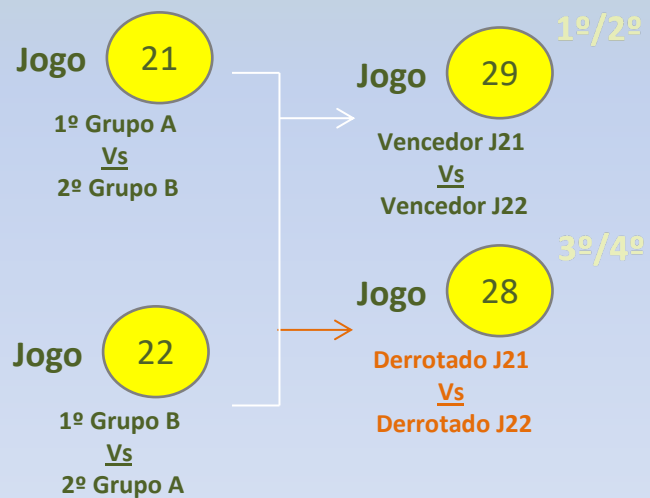 Jogo 21
1º Grupo A
Vs
2º Grupo B
Jogo 22
1º Grupo B
Vs
2º Grupo A
1º/2º
Jogo 29
Vencedor J21
Vs
Vencedor J22
3º/4º
Jogo 28
Derrotado J21
Vs
Derrotado J22